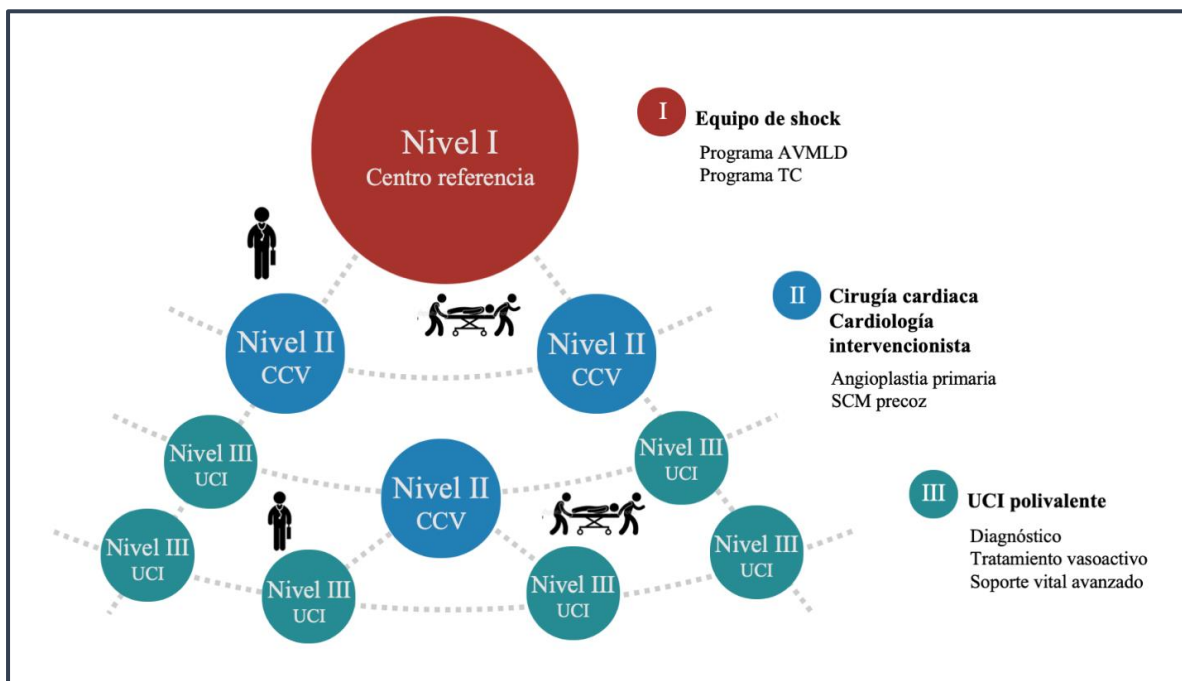 Nivel I
Centro referencia
I
Equipo de shock
Programa AVMLD
Programa TC
Nivel II
CCV
Nivel II
CCV
II
Cirugía cardiaca
Cardiología
intervencionista
Angioplastia primaria
SCM precoz
Nivel III
UCI
Nivel II
CCV
Nivel III
UCI
III
UCI polivalente
Diagnóstico
Tratamiento vasoactivo
Soporte vital avanzado
Nivel III
UCI
Nivel III
UCI
Nivel III
UCI
Nivel III
UCI